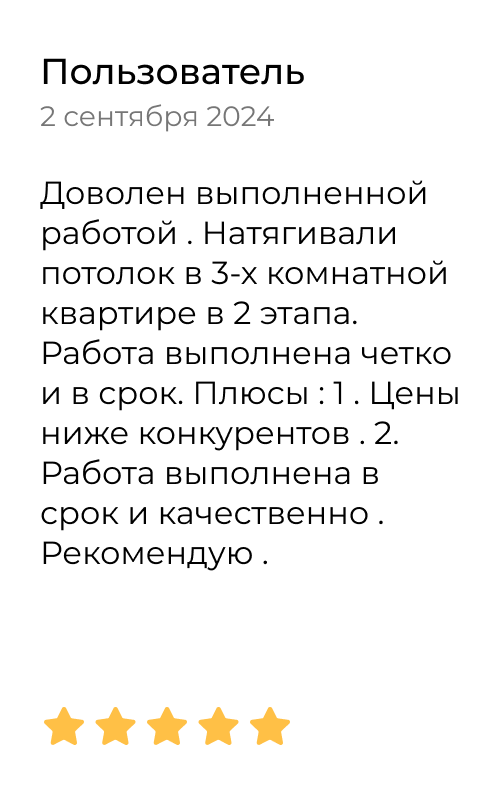 Пользователь
2 сентября 2024
Доволен выполненной
работой . Натягивали
потолок в 3-х комнатной
квартире в 2 этапа.
Работа выполнена четко
и в срок. Плюсы : 1 . Цены
ниже конкурентов . 2.
Работа выполнена в
срок и качественно .
Рекомендую .